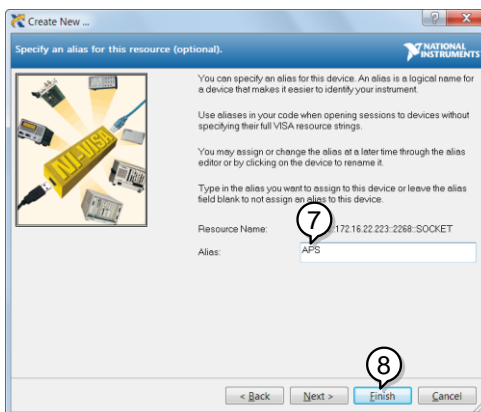 Create New ...
Specify an alias for this resource (optional).
NATIONAL
INSTRUMENTS
You can specify an alias for this device. An alias is a logical name for
a device that makes it easier to identify your instrument.
Use aliases in your code when opening sessions to devices without
specifying their full VISA resource strings.
You may assign or change the alias at a later time through the alias
editor or by clicking on the device to rename it.
Type in the alias you want to assign to this device or leave the alias
field blank to not assign an alias to this device.
NI-VISA
7
Resource Name: 172.16.22.223::2268::SOCKET
Alias: APS
8
< Back Next > Finish Cancel